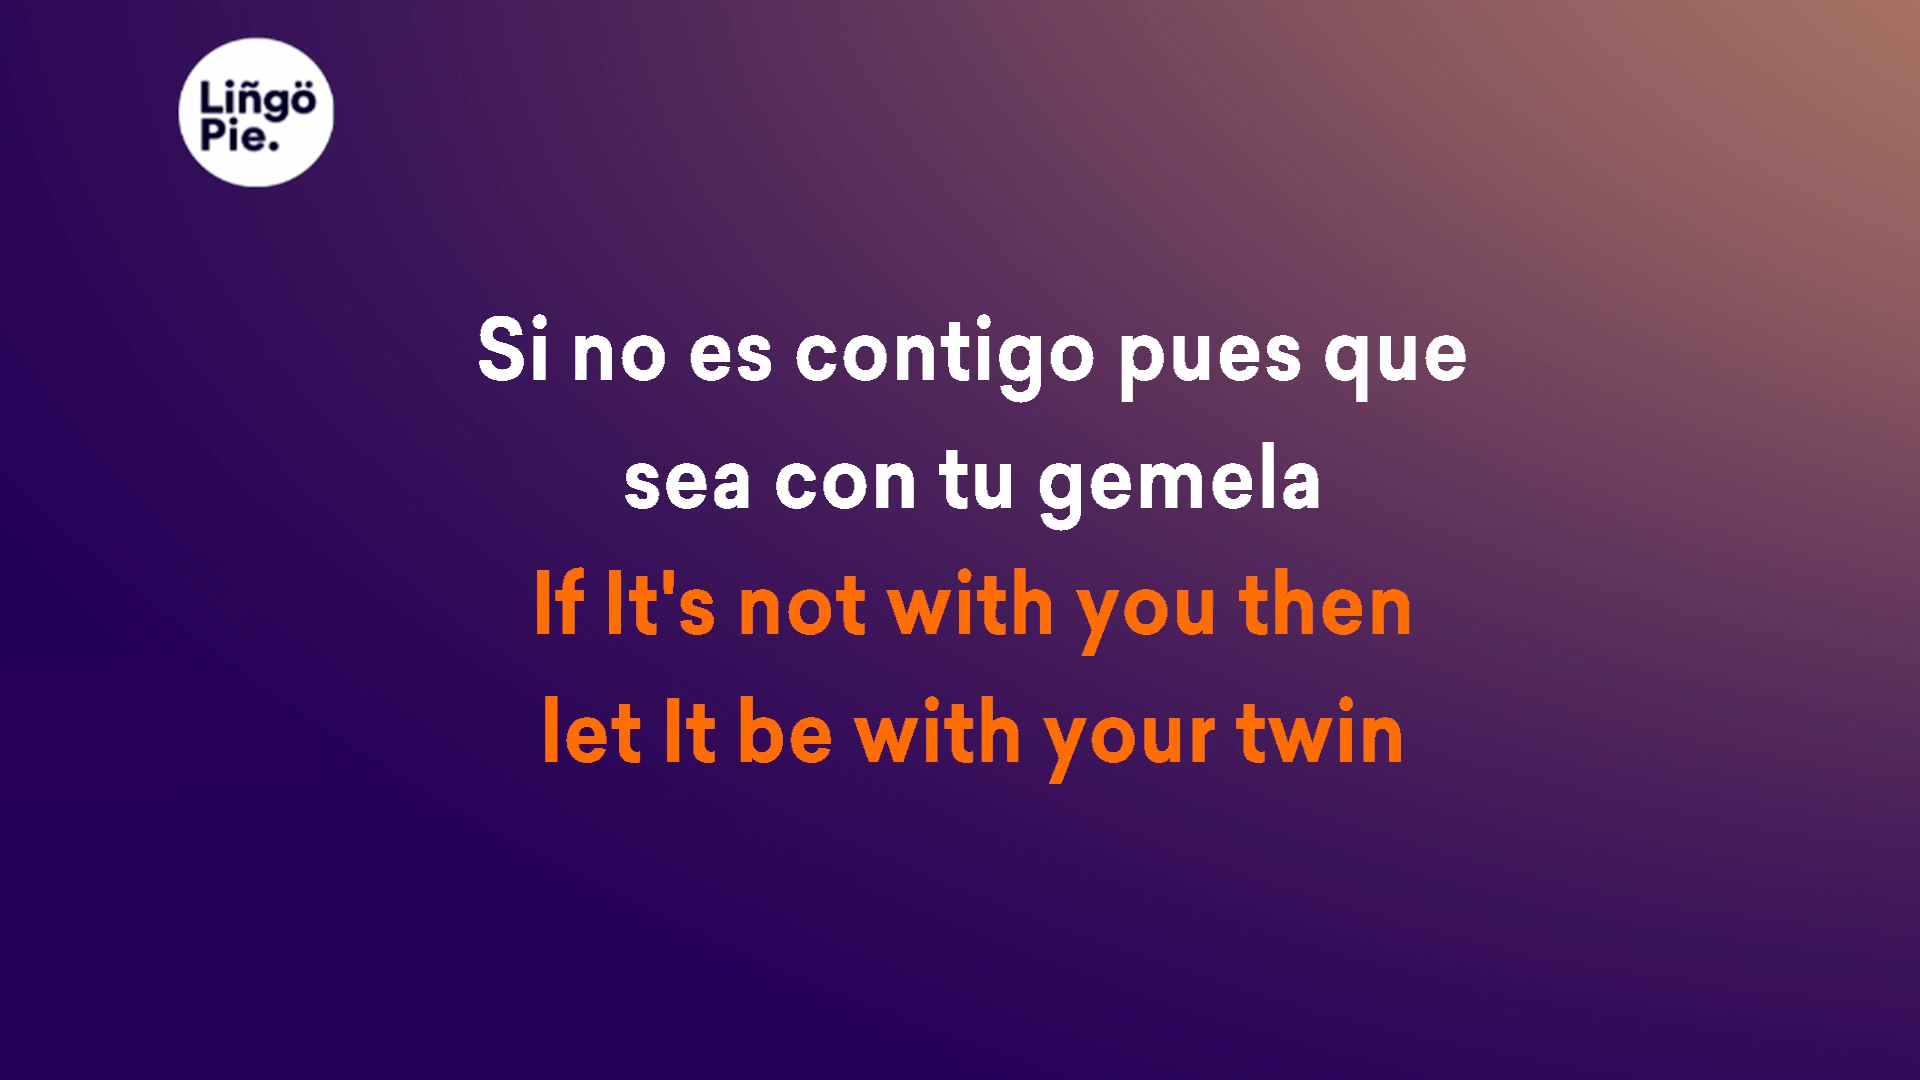 Liñgö
Pie.
Si no es contigo pues que
sea con tu gemela
If It's not with you then
let It be with your twin